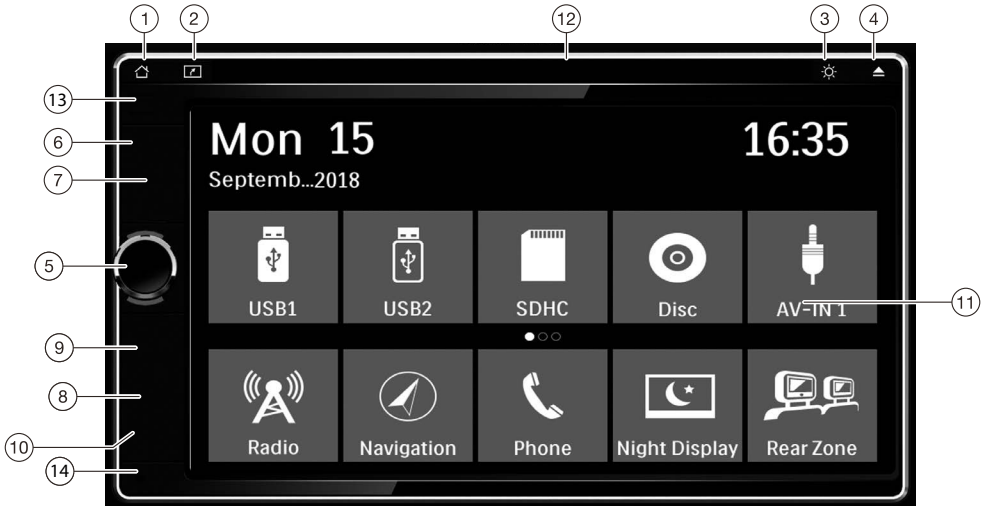 1 2 12 3 4
13
6
7
5
9
8
10
14
11
Mon 15
16:35
Septemb...2018
USB1 USB2 SDHC Disc AV-IN 1
Radio Navigation Phone Night Display Rear Zone